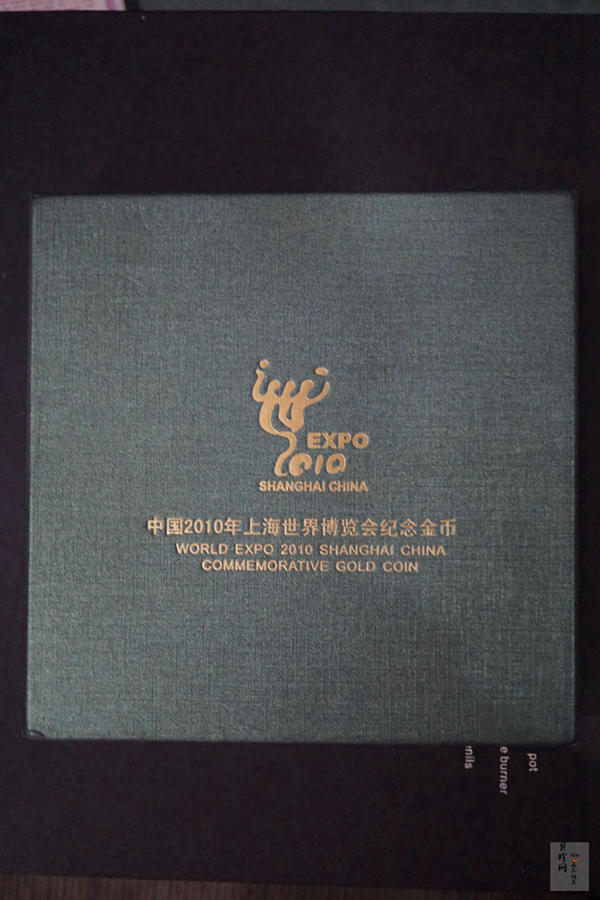 EXPO
2010
SHANGHAI CHINA
中国2010年上海世界博览会纪念金币
WORLD EXPO 2010 SHANGHAI CHINA
COMMEMORATIVE GOLD COIN
pot
e burner
nils